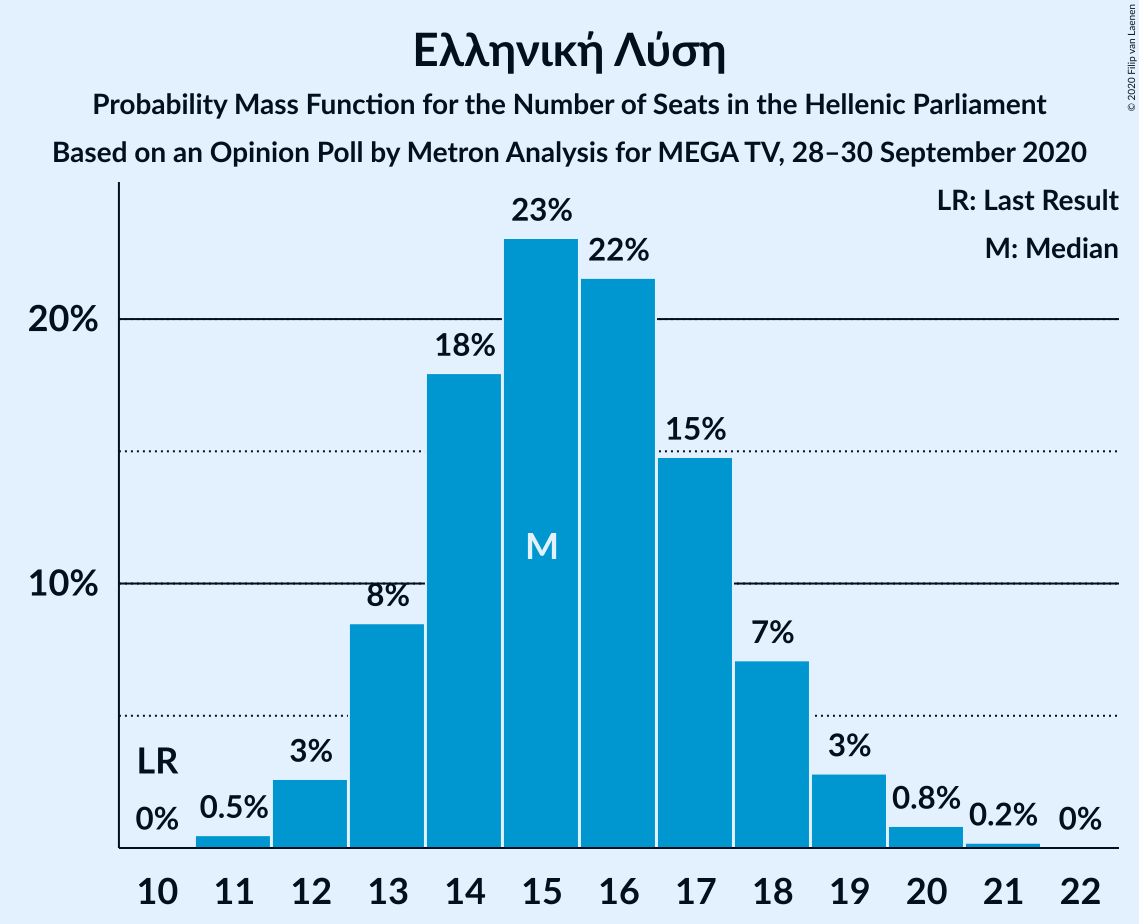 Ελληνική Λύση
Probability Mass Function for the Number of Seats in the Hellenic Parliament
Based on an Opinion Poll by Metron Analysis for MEGA TV, 28–30 September 2020
© 2020 Filip van Laenen
LR: Last Result
M: Median
20%
10%
LR
0%
0.5%
3%
8%
18%
23%
M
22%
15%
7%
3%
0.8%
0.2%
0%
10 11 12 13 14 15 16 17 18 19 20 21 22